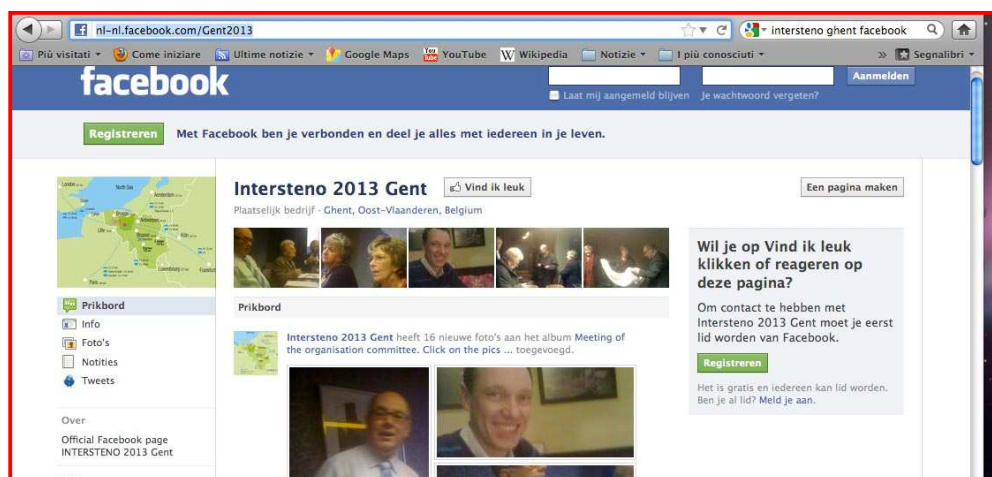 nl-nl.facebook.com/Gent2013
intersteno ghent facebook
Più visitati
Come iniziare
Ultime notizie
Google Maps
YouTube
Wikipedia
Notizie
I più conosciuti
»
Segnalibri
facebook
Aanmelden
Laat mij aangemeld blijven
Je wachtwoord vergeten?
Registreren
Met Facebook ben je verbonden en deel je alles met iedereen in je leven.
Intersteno 2013 Gent
Vind ik leuk
Een pagina maken
Plaatselijk bedrijf · Ghent, Oost-Vlaanderen, Belgium
Prikbord
Info
Foto's
Notities
Tweets
Over
Official Facebook page
INTERSTENO 2013 Gent
Prikbord
Intersteno 2013 Gent heeft 16 nieuwe foto's aan het album Meeting of
the organisation committee. Click on the pics ... toegevoegd.
Wil je op Vind ik leuk
klikken of reageren op
deze pagina?
Om contact te hebben met
Intersteno 2013 Gent moet je eerst
lid worden van Facebook.
Registreren
Het is gratis en iedereen kan lid worden.
Ben je al lid? Meld je aan.